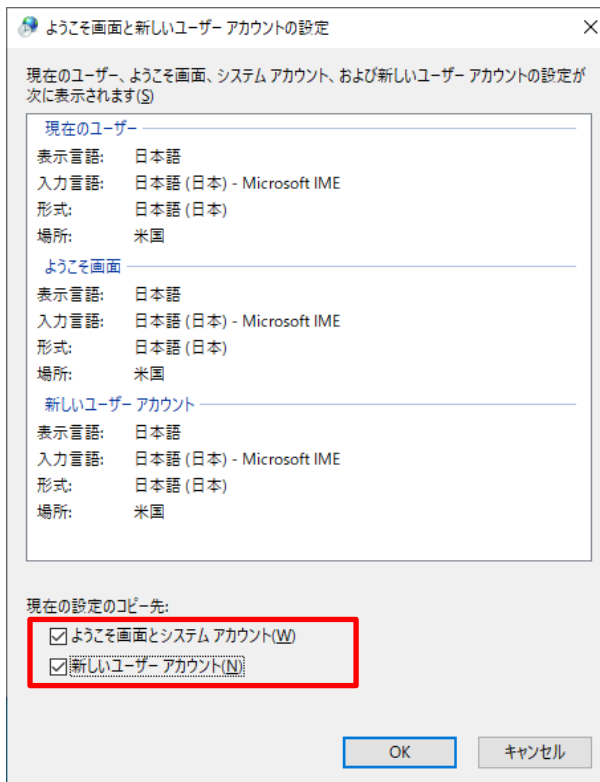 ようこそ画面と新しいユーザー アカウントの設定
現在のユーザー、ようこそ画面、システム アカウント、および新しいユーザー アカウントの設定が
次に表示されます(S)
現在のユーザー
表示言語: 日本語
入力言語: 日本語 (日本) - Microsoft IME
形式: 日本語 (日本)
場所: 米国
ようこそ画面
表示言語: 日本語
入力言語: 日本語 (日本) - Microsoft IME
形式: 日本語 (日本)
場所: 米国
新しいユーザー アカウント
表示言語: 日本語
入力言語: 日本語 (日本) - Microsoft IME
形式: 日本語 (日本)
場所: 米国
現在の設定のコピー先:
ようこそ画面とシステム アカウント(W)
新しいユーザー アカウント(N)
OK キャンセル